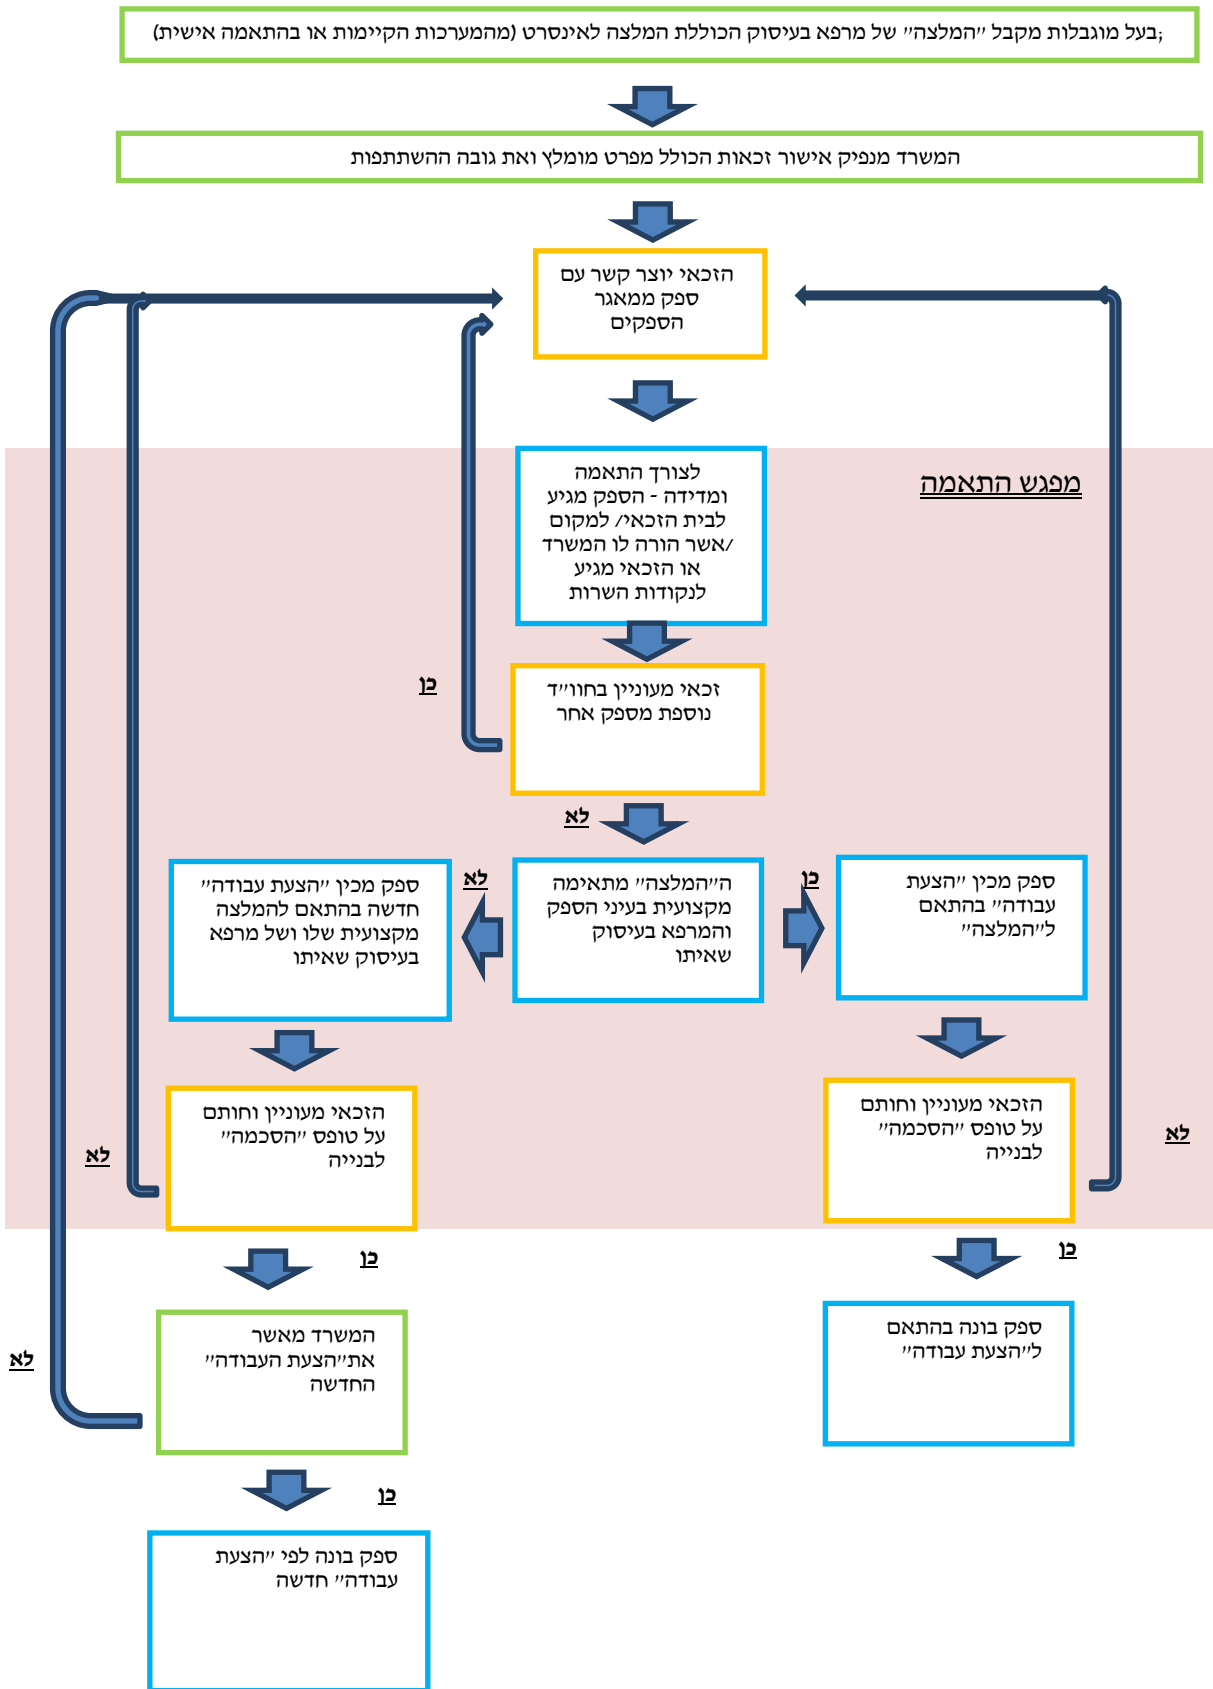 בעל מוגבלות מקבל "המלצה" של מרפא בעיסוק הכוללת המלצה לאינסרט (מהמערכות הקיימות או בהתאמה אישית);
המשרד מנפיק אישור זכאות הכולל מפרט מומלץ ואת גובה ההשתתפות
הזכאי יוצר קשר עם
ספק ממאגר
הספקים
מפגש התאמה
לצורך התאמה
ומדידה - הספק מגיע
לבית הזכאי/ למקום
אשר הורה לו המשרד/
או הזכאי מגיע
לנקודות השרות
זכאי מעוניין בחוו"ד
נוספת מספק אחר
כן
לא
ה"המלצה" מתאימה
מקצועית בעיני הספק
והמרפא בעיסוק
שאיתו
כן
ספק מכין "הצעת
עבודה" בהתאם
ל"המלצה"
לא
ספק מכין "הצעת עבודה"
חדשה בהתאם להמלצה
מקצועית שלו ושל מרפא
בעיסוק שאיתו
הזכאי מעוניין וחותם
על טופס "הסכמה"
לבנייה
לא
כן
ספק בונה בהתאם
ל"הצעת עבודה"
הזכאי מעוניין וחותם
על טופס "הסכמה"
לבנייה
לא
כן
המשרד מאשר
את"הצעת העבודה"
החדשה
לא
כן
ספק בונה לפי "הצעת
עבודה" חדשה